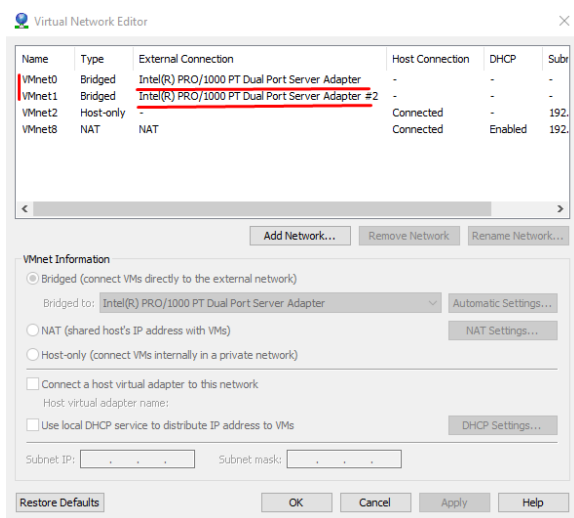 Virtual Network Editor
Name Type External Connection Host Connection DHCP Subr
VMnet0 Bridged Intel(R) PRO/1000 PT Dual Port Server Adapter - - -
VMnet1 Bridged Intel(R) PRO/1000 PT Dual Port Server Adapter #2 - - -
VMnet2 Host-only - Connected - 192.
VMnet8 NAT NAT Connected Enabled 192.
Add Network... Remove Network Rename Network...
VMnet Information
Bridged (connect VMs directly to the external network)
Bridged to: Intel(R) PRO/1000 PT Dual Port Server Adapter Automatic Settings...
NAT (shared host's IP address with VMs) NAT Settings...
Host-only (connect VMs internally in a private network)
Connect a host virtual adapter to this network
Host virtual adapter name:
Use local DHCP service to distribute IP address to VMs DHCP Settings...
Subnet IP: . . . Subnet mask: . . .
Restore Defaults OK Cancel Apply Help